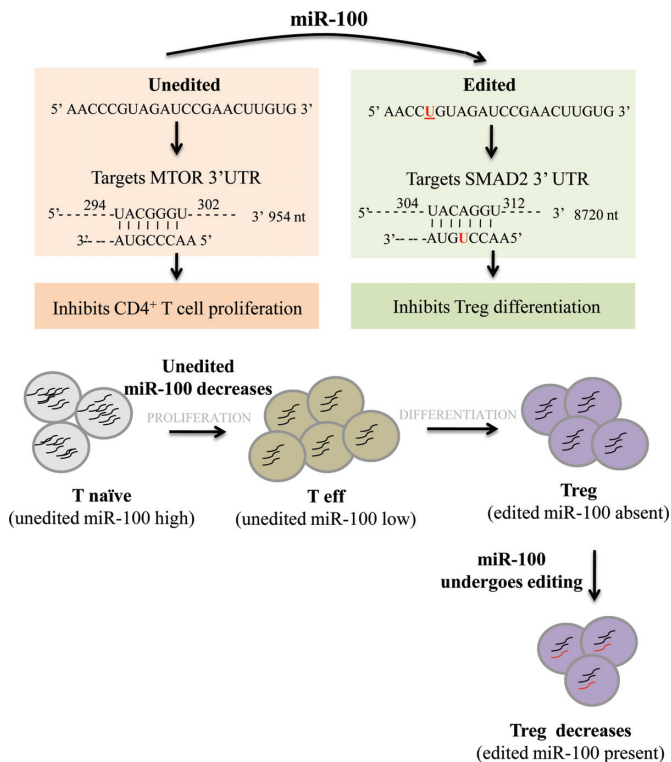 miR-100
Unedited
5’ AACCCGUAGAUCCGAACUUGUG 3’
Targets MTOR 3’UTR
294 302
5’- - - - - - - UACGGGU - - - - - - - 3’ 954 nt
3’- -- -- AUGCCCAA 5’
Inhibits CD4⁺ T cell proliferation
Edited
5’ AACCUGUAGAUCCGAACUUGUG 3’
Targets SMAD2 3’ UTR
304 312
5’- - - - - - - UACAGGU - - - - - - - 3’ 8720 nt
3’- -- -- AUGUCCAA5’
Inhibits Treg differentiation
Unedited
miR-100 decreases
PROLIFERATION
DIFFERENTIATION
T naïve
(unedited miR-100 high)
T eff
(unedited miR-100 low)
Treg
(edited miR-100 absent)
miR-100
undergoes editing
Treg decreases
(edited miR-100 present)